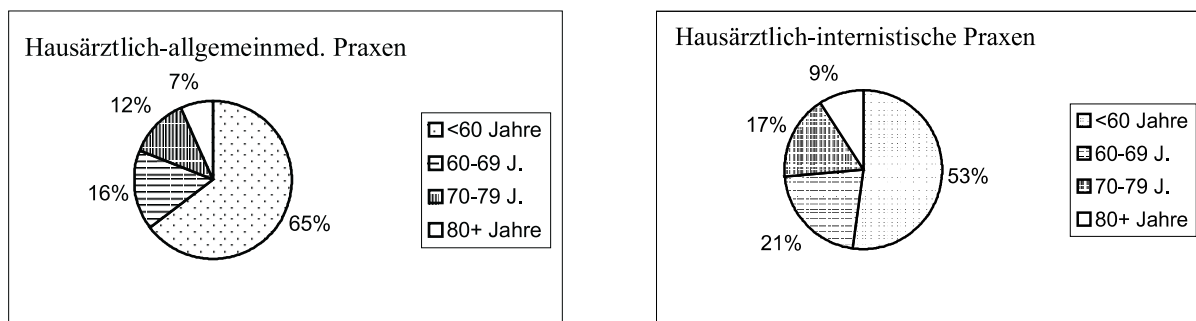 Hausärztlich-allgemeinmed. Praxen
7%
12%
16%
65%
<60 Jahre
60-69 J.
70-79 J.
80+ Jahre
Hausärztlich-internistische Praxen
9%
17%
21%
53%
<60 Jahre
60-69 J.
70-79 J.
80+ Jahre